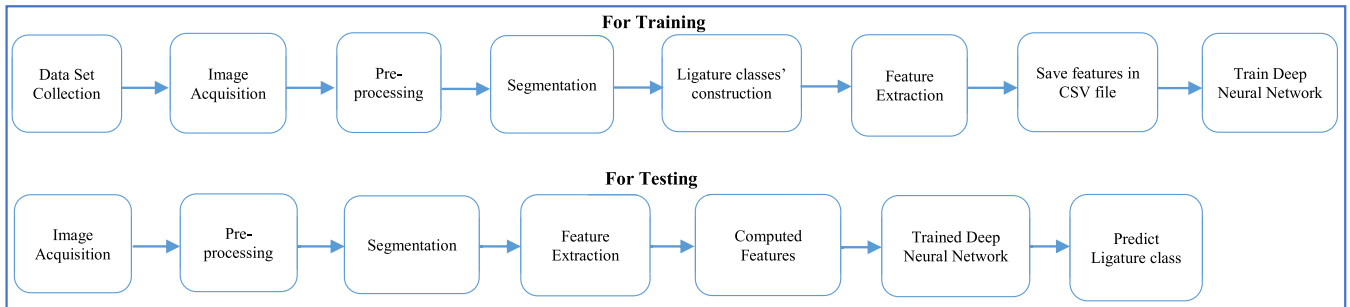 For Training
Data Set
Collection
Image
Acquisition
Pre-
processing
Segmentation
Ligature classes’
construction
Feature
Extraction
Save features in
CSV file
Train Deep
Neural Network
For Testing
Image
Acquisition
Pre-
processing
Segmentation
Feature
Extraction
Computed
Features
Trained Deep
Neural Network
Predict
Ligature class